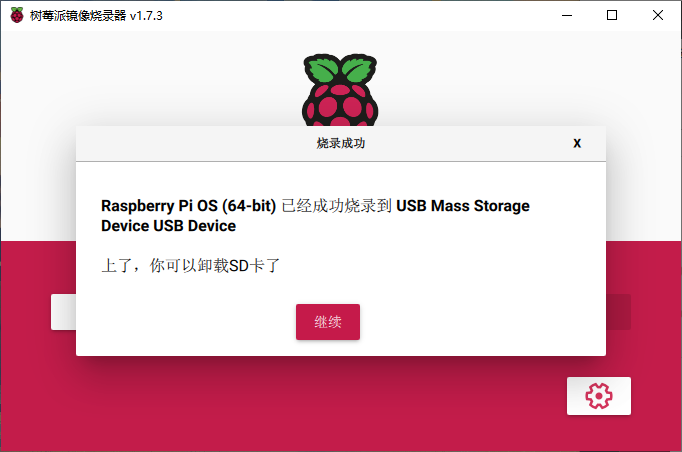 树莓派镜像烧录器 v1.7.3
烧录成功
X
Raspberry Pi OS (64-bit) 已经成功烧录到 USB Mass Storage
Device USB Device
上了，你可以卸载SD卡了
继续